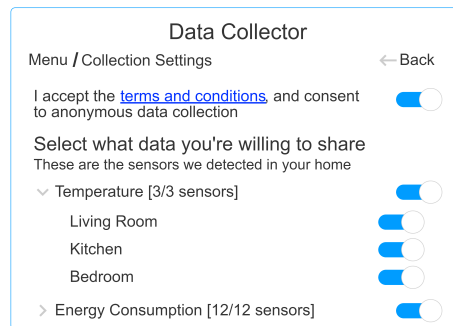 Data Collector
Menu / Collection Settings
Back
I accept the terms and conditions, and consent
to anonymous data collection
Select what data you're willing to share
These are the sensors we detected in your home
Temperature [3/3 sensors]
Living Room
Kitchen
Bedroom
Energy Consumption [12/12 sensors]